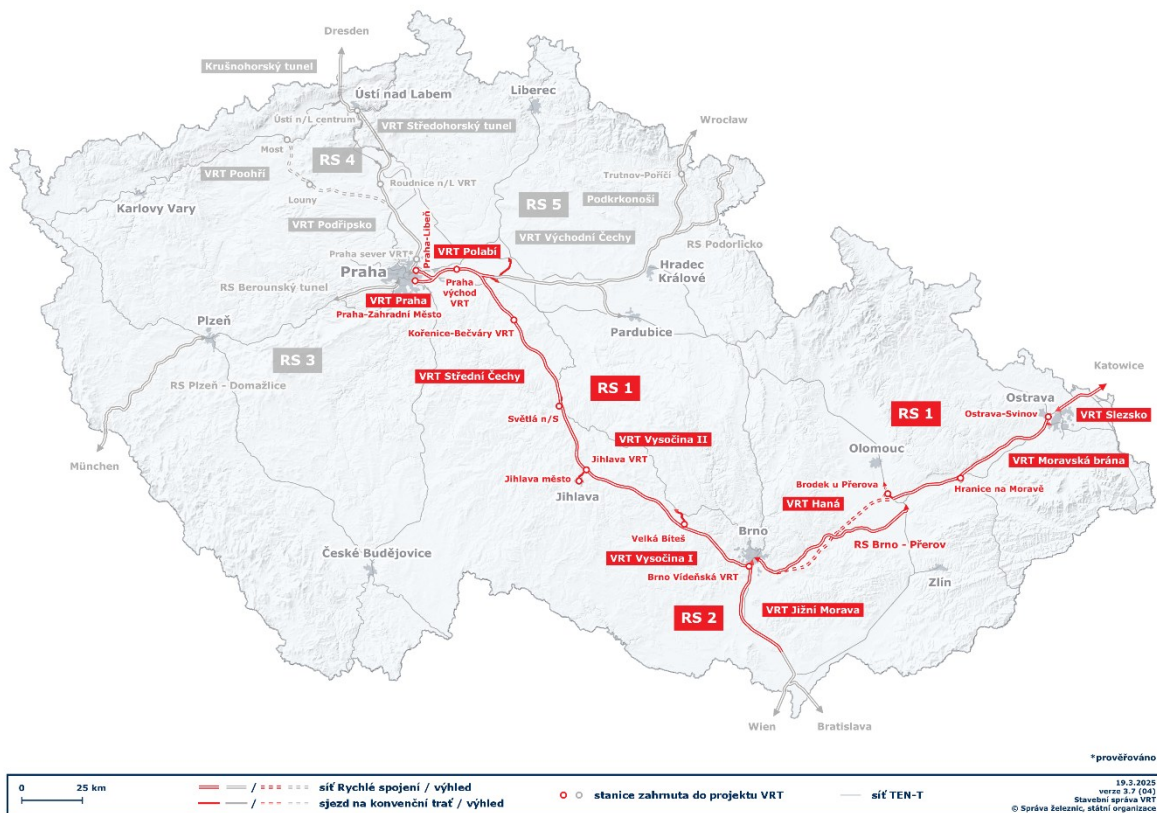 Dresden
Krušnohorský tunel
Ústí nad Labem
Liberec
Ústí n/L centrum
VRT Středohorský tunel
Wrocław
Most
RS 4
VRT Poohří
Trutnov-Poříčí
Roudnice n/L VRT
RS 5
Podkrkonoší
Karlovy Vary
Louny
VRT Podřipsko
VRT Východní Čechy
RS Podorlicko
Praha-Libeň
Praha sever VRT*
VRT Polabí
Praha
Hradec
Králové
Praha
východ
VRT
RS Berounský tunel
VRT Praha
Praha-Zahradní Město
Plzeň
Kořenice-Bečváry VRT
Pardubice
RS 3
VRT Střední Čechy
RS Plzeň - Domažlice
RS 1
Katowice
Světlá n/S
RS 1
Ostrava
Ostrava-Svinov
VRT Slezsko
VRT Vysočina II
München
Jihlava VRT
Olomouc
VRT Moravská brána
Jihlava město
Jihlava
Brodek u Přerova
Hranice na Moravě
VRT Haná
Velká Bíteš
Brno
RS Brno - Přerov
České Budějovice
VRT Vysočina I
Brno Vídeňská VRT
Zlín
RS 2
VRT Jižní Morava
Wien
Bratislava
*prověřováno
0 25 km
/ síť Rychlé spojení / výhled
/ sjezd na konvenční trať / výhled
stanice zahrnuta do projektu VRT
síť TEN-T
19.3.2025
verze 3.7 (04)
Stavební správa VRT
© Správa železnic, státní organizace